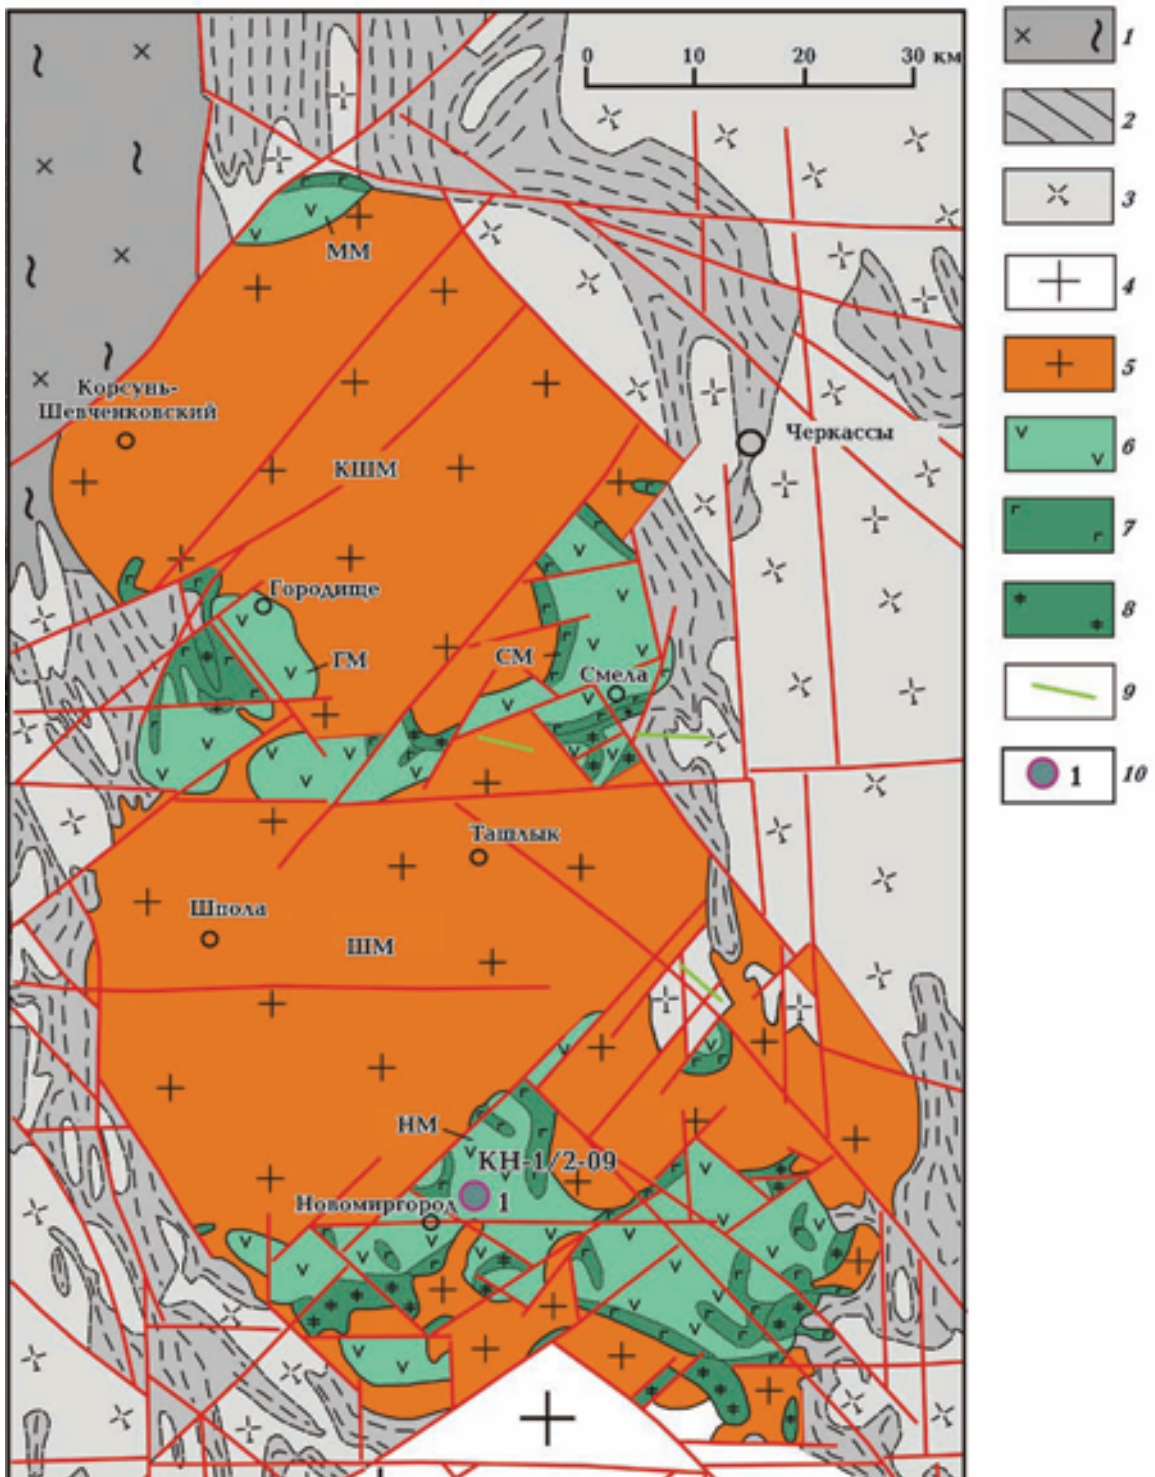 0 10 20 30 км
1
2
3
4
5
6
7
8
9
1 10
ММ
Корсунь-
Шевченковский
Черкассы
КШМ
Городище
ГМ
СМ
Смела
Ташлык
Шпола
ШМ
НМ
КН-1/2-09
Новомиргород
1